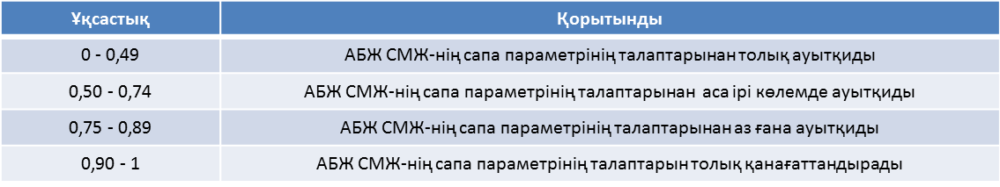 Ұқсастық Қорытынды
0 - 0,49 АБЖ СМЖ-нің сапа параметрінің талаптарынан толық ауытқиды
0,50 - 0,74 АБЖ СМЖ-нің сапа параметрінің талаптарынан аса ірі көлемде ауытқиды
0,75 - 0,89 АБЖ СМЖ-нің сапа параметрінің талаптарынан аз ғана ауытқиды
0,90 - 1 АБЖ СМЖ-нің сапа параметрінің талаптарын толық қанағаттандырады